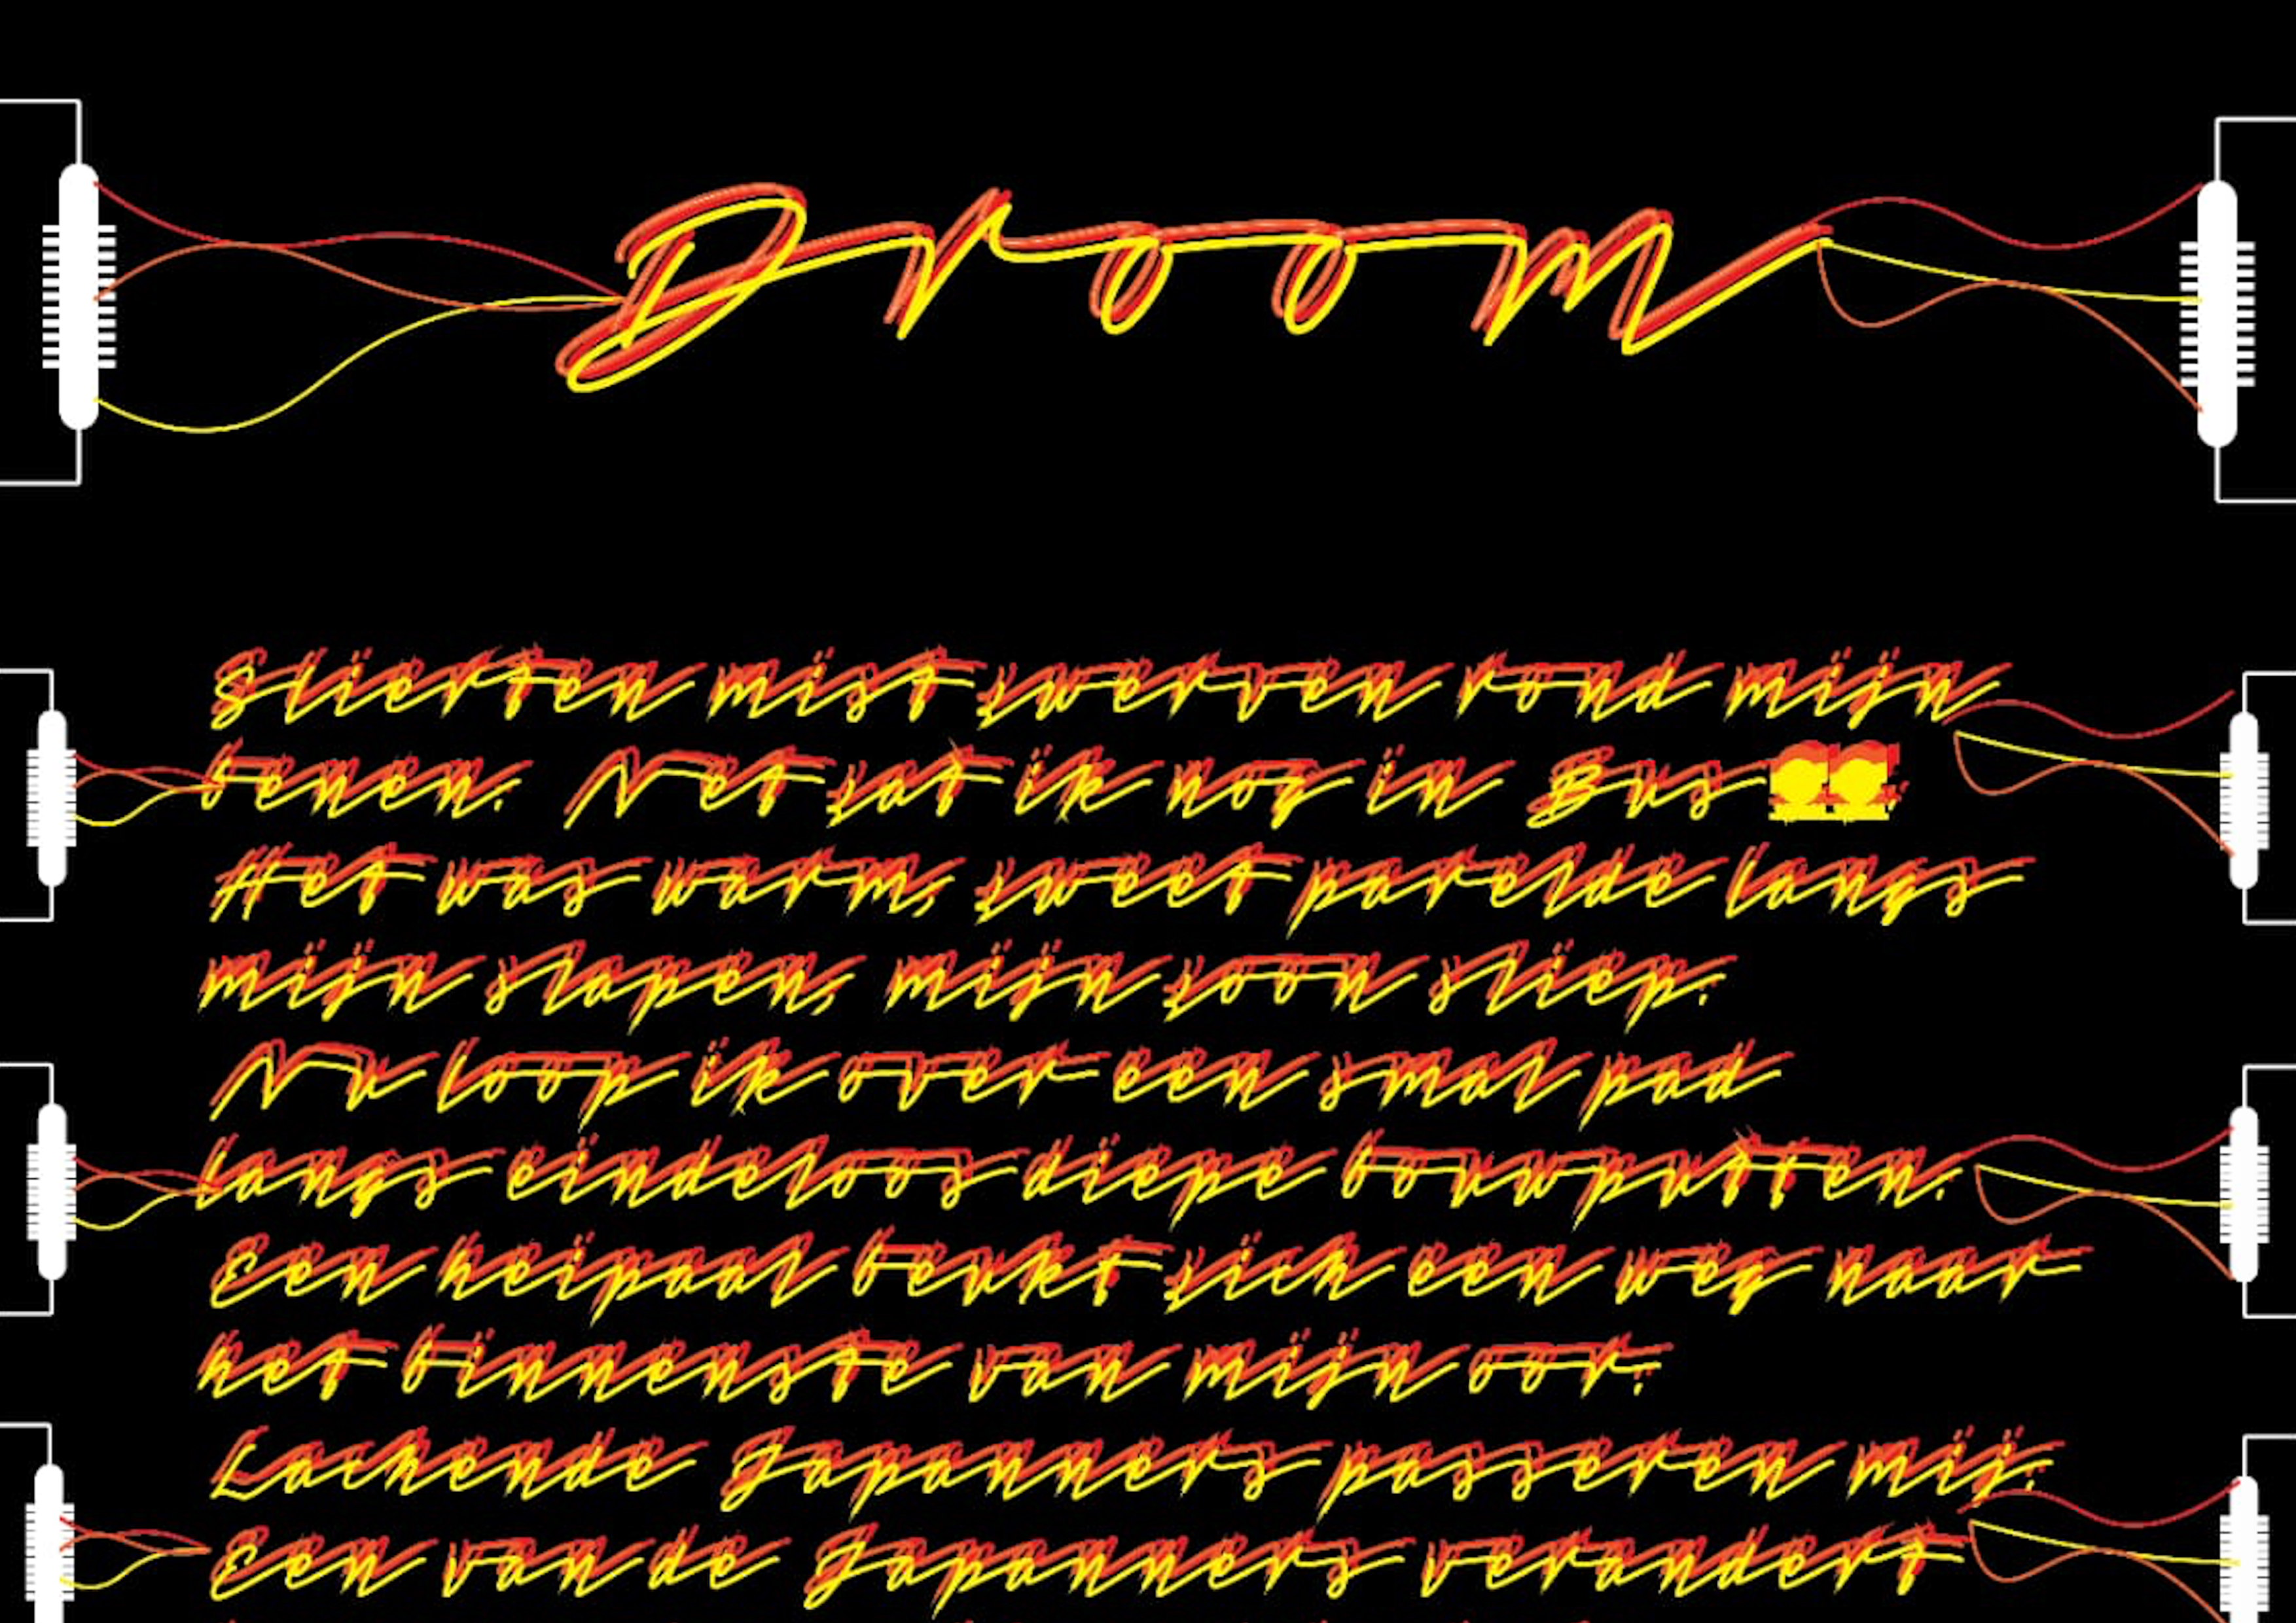 Droom
Slierten mist zwerven rond mijn
benen. Net zat ik nog in Bus 22.
Het was warm, zweet parelde langs
mijn slapen, mijn zoon sliep.
Nu loop ik over een smal pad
langs eindeloos diepe bouwputten.
Een heipaal beukt zich een weg naar
het binnenste van mijn oor.
Lachende Japanners passeren mij.
Een van de Japanners verandert